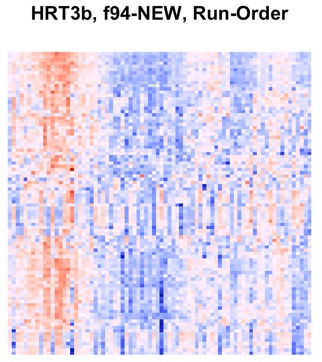 HRT3b, f94-NEW, Run-Order